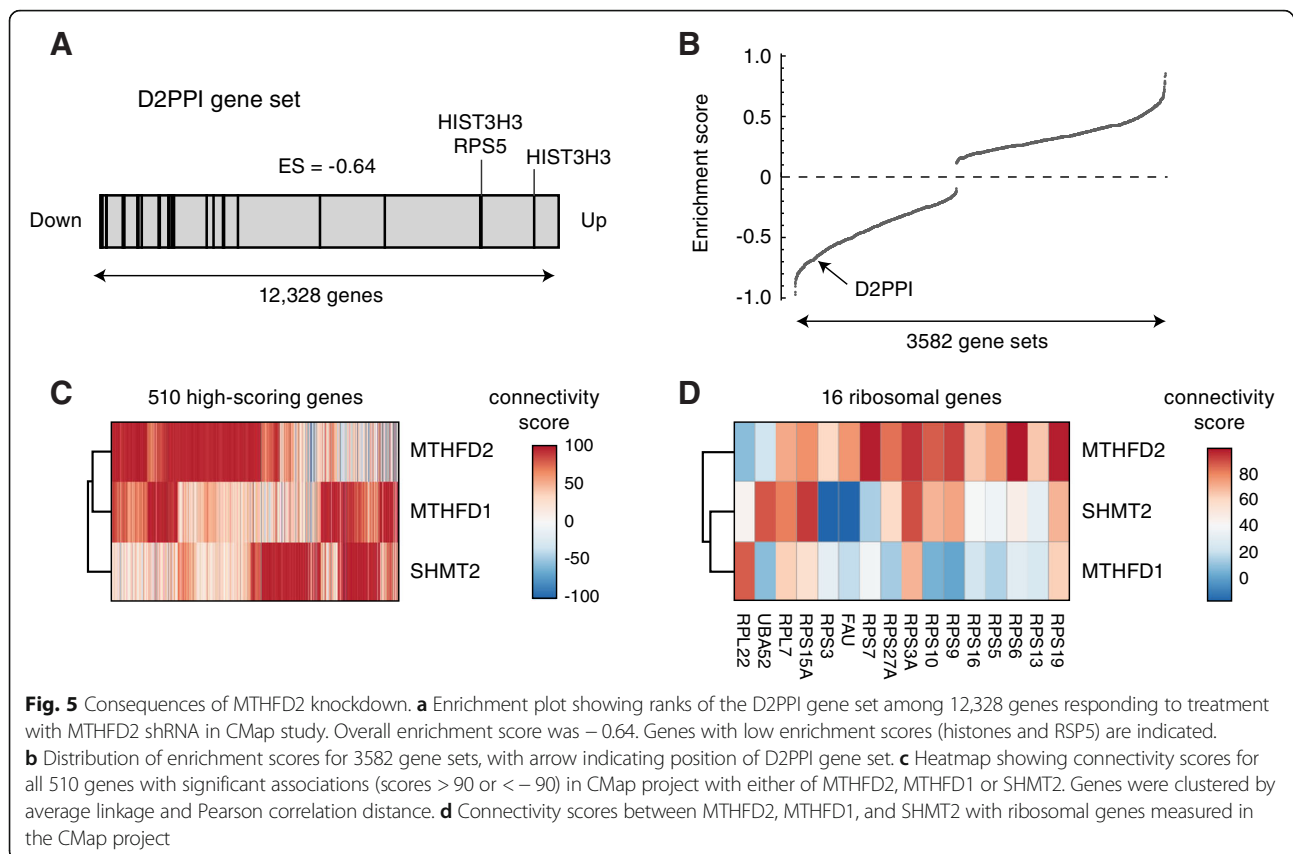 A
D2PPI gene set
HIST3H3
RPS5
HIST3H3
ES = -0.64
Down
Up
12,328 genes
B
Enrichment score
1.0
0.5
0
-0.5
-1.0
D2PPI
3582 gene sets
C
510 high-scoring genes
connectivity
score
MTHFD2
MTHFD1
SHMT2
100
50
0
-50
-100
D
16 ribosomal genes
connectivity
score
MTHFD2
SHMT2
MTHFD1
80
60
40
20
0
RPL22
UBA52
RPL7
RPS15A
RPS3
FAU
RPS7
RPS27A
RPS3A
RPS10
RPS9
RPS16
RPS5
RPS6
RPS13
RPS19
Fig. 5 Consequences of MTHFD2 knockdown. a Enrichment plot showing ranks of the D2PPI gene set among 12,328 genes responding to treatment
with MTHFD2 shRNA in CMap study. Overall enrichment score was − 0.64. Genes with low enrichment scores (histones and RSP5) are indicated.
b Distribution of enrichment scores for 3582 gene sets, with arrow indicating position of D2PPI gene set. c Heatmap showing connectivity scores for
all 510 genes with significant associations (scores > 90 or < − 90) in CMap project with either of MTHFD2, MTHFD1 or SHMT2. Genes were clustered by
average linkage and Pearson correlation distance. d Connectivity scores between MTHFD2, MTHFD1, and SHMT2 with ribosomal genes measured in
the CMap project